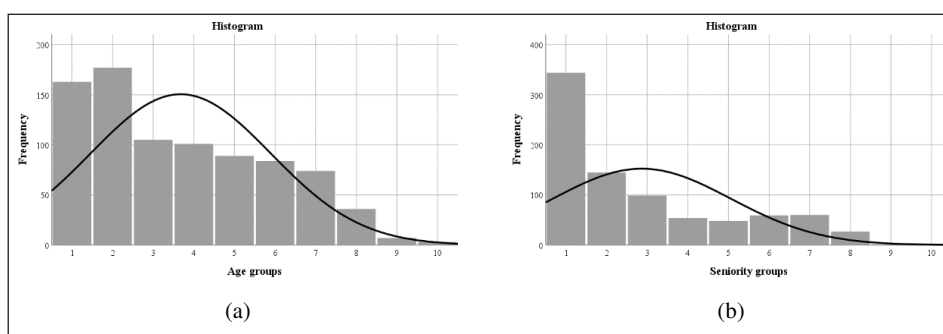 Histogram
200
150
100
50
0
Frequency
1 2 3 4 5 6 7 8 9 10
Age groups
(a)
Histogram
400
300
200
100
0
Frequency
1 2 3 4 5 6 7 8 9 10
Seniority groups
(b)